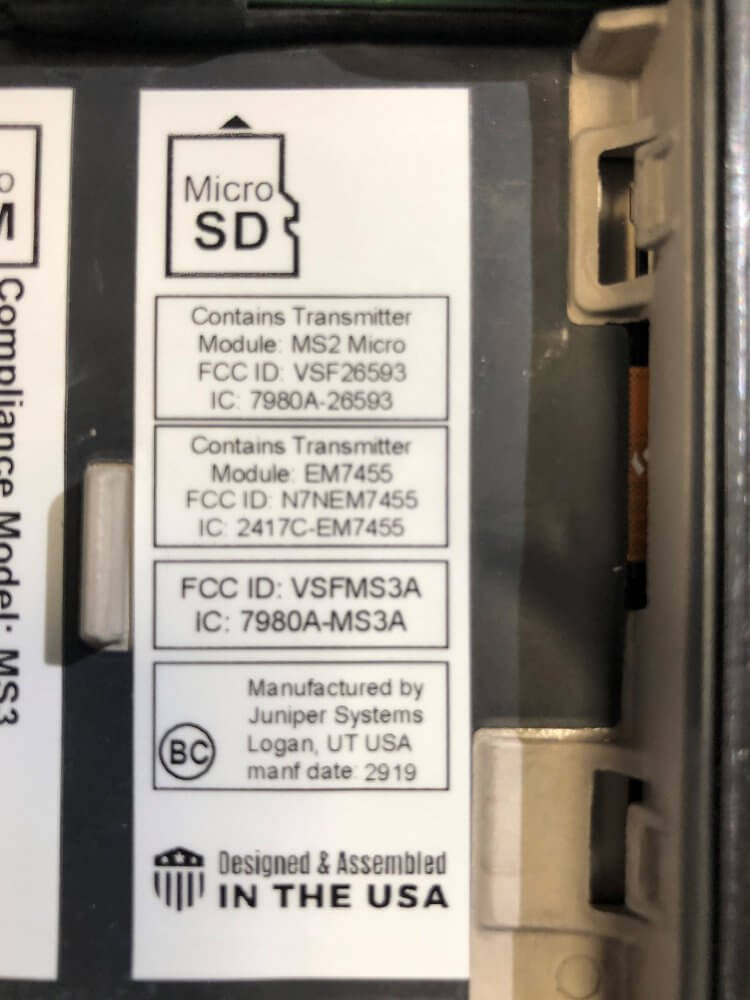 Compliance Model: MS3
Micro
SD
Contains Transmitter
Module: MS2 Micro
FCC ID: VSF26593
IC: 7980A-26593
Contains Transmitter
Module: EM7455
FCC ID: N7NEM7455
IC: 2417C-EM7455
FCC ID: VSFMS3A
IC: 7980A-MS3A
BC
Manufactured by
Juniper Systems
Logan, UT USA
manf date: 2919
Designed & Assembled
IN THE USA